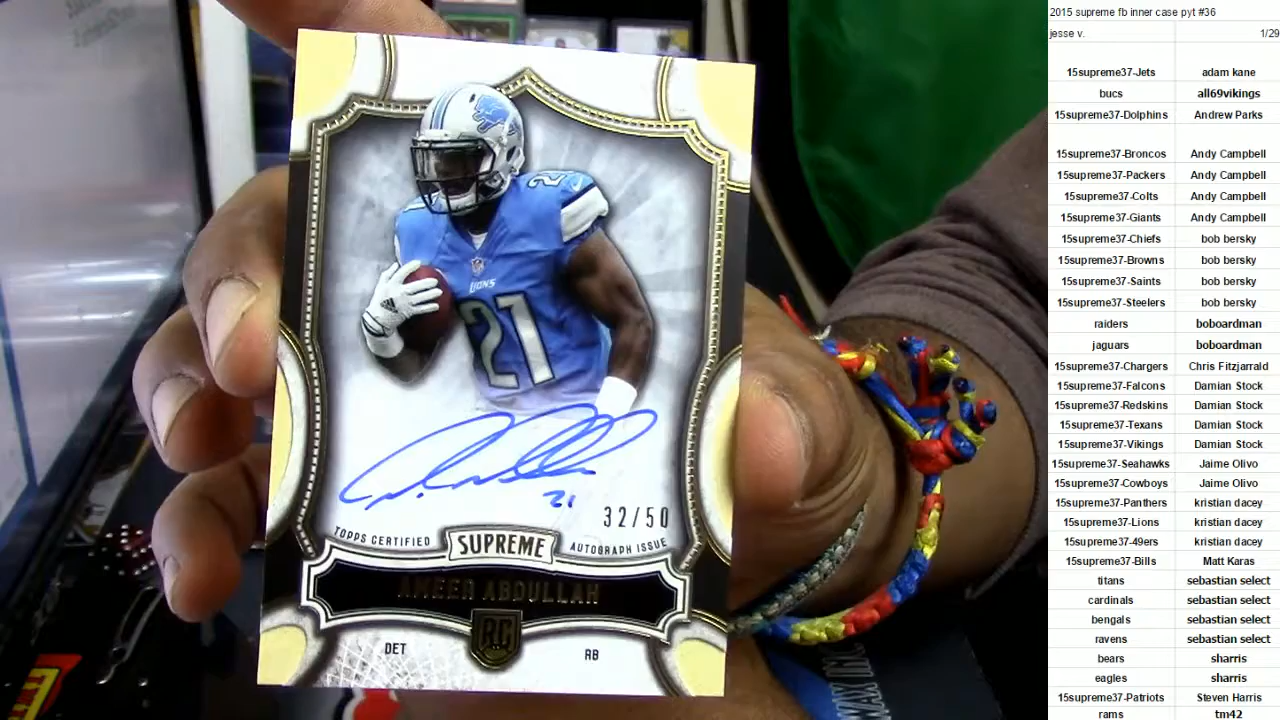 21
LIONS
21
21
32/50
TOPPS CERTIFIED
SUPREME
AUTOGRAPH ISSUE
AMEER ABDULLAH
RC
DET
RB
WAX INC
2015 supreme fb inner case pyt #36
jesse v. 1/29
15supreme37-Jets adam kane
bucs all69vikings
15supreme37-Dolphins Andrew Parks
15supreme37-Broncos Andy Campbell
15supreme37-Packers Andy Campbell
15supreme37-Colts Andy Campbell
15supreme37-Giants Andy Campbell
15supreme37-Chiefs bob bersky
15supreme37-Browns bob bersky
15supreme37-Saints bob bersky
15supreme37-Steelers bob bersky
raiders boboardman
jaguars boboardman
15supreme37-Chargers Chris Fitzjarrald
15supreme37-Falcons Damian Stock
15supreme37-Redskins Damian Stock
15supreme37-Texans Damian Stock
15supreme37-Vikings Damian Stock
15supreme37-Seahawks Jaime Olivo
15supreme37-Cowboys Jaime Olivo
15supreme37-Panthers kristian dacey
15supreme37-Lions kristian dacey
15supreme37-49ers kristian dacey
15supreme37-Bills Matt Karas
titans sebastian select
cardinals sebastian select
bengals sebastian select
ravens sebastian select
bears sharris
eagles sharris
15supreme37-Patriots Steven Harris
rams tm42